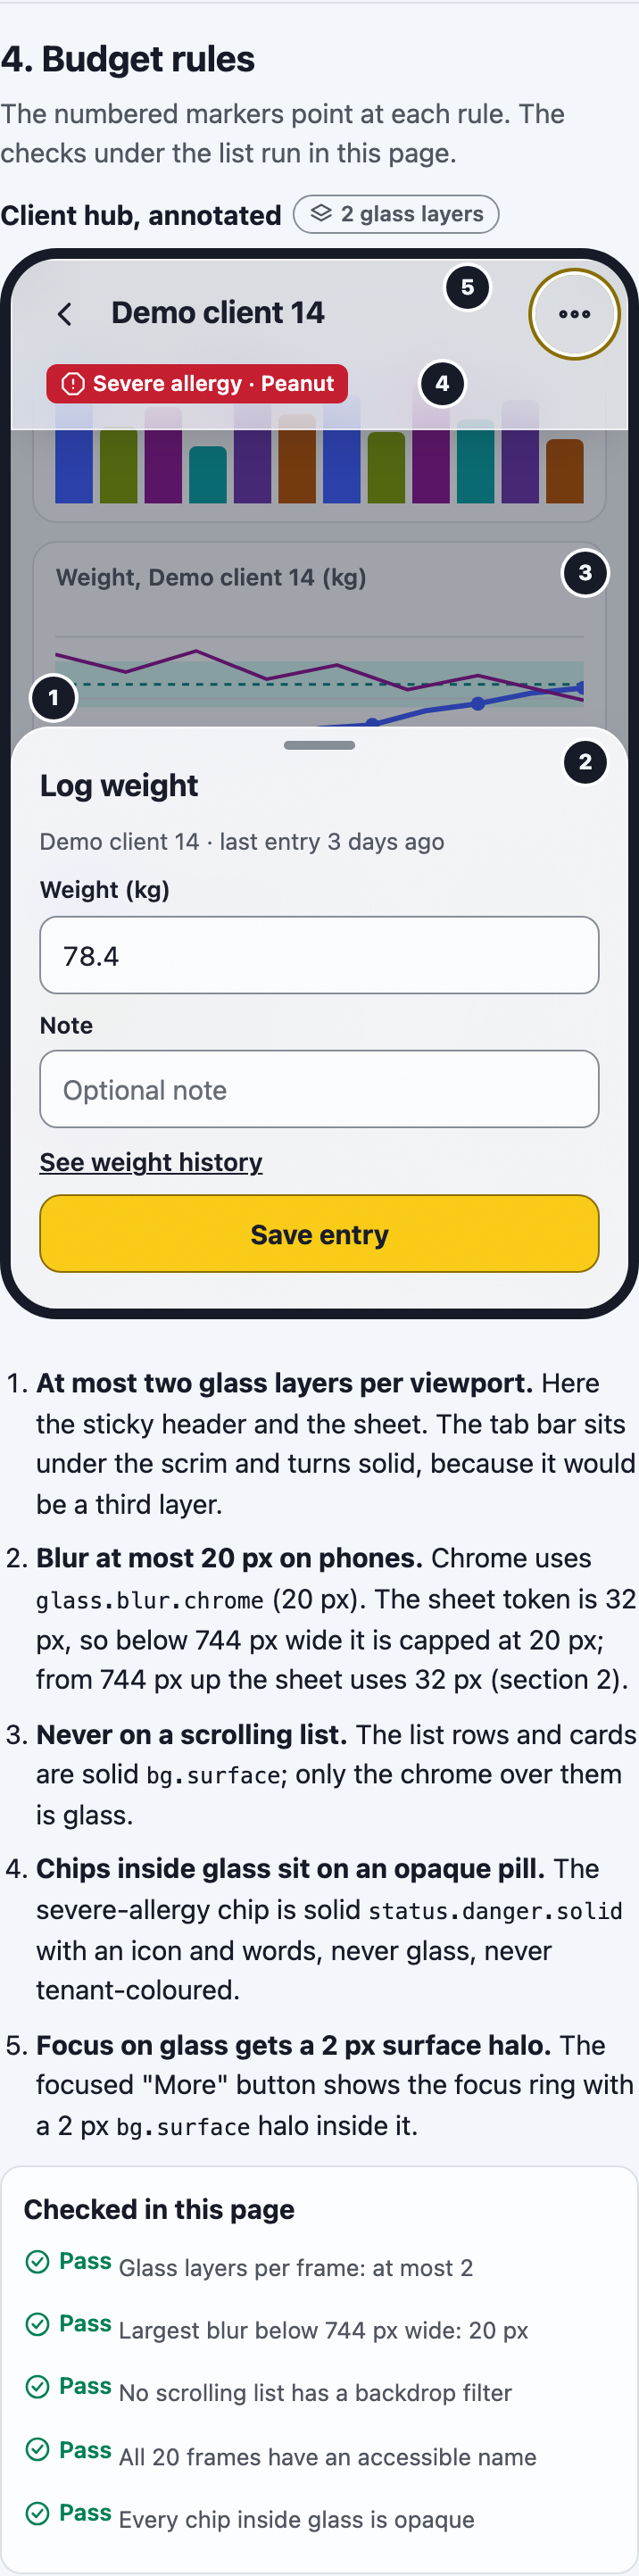 4. Budget rules
The numbered markers point at each rule. The
checks under the list run in this page.
Client hub, annotated
2 glass layers
5
Demo client 14
Severe allergy · Peanut
4
Weight, Demo client 14 (kg)
3
1
2
Log weight
Demo client 14 · last entry 3 days ago
Weight (kg)
78.4
Note
Optional note
See weight history
Save entry
1. At most two glass layers per viewport. Here
the sticky header and the sheet. The tab bar sits
under the scrim and turns solid, because it would
be a third layer.
2. Blur at most 20 px on phones. Chrome uses
glass.blur.chrome (20 px). The sheet token is 32
px, so below 744 px wide it is capped at 20 px;
from 744 px up the sheet uses 32 px (section 2).
3. Never on a scrolling list. The list rows and cards
are solid bg.surface; only the chrome over them
is glass.
4. Chips inside glass sit on an opaque pill. The
severe-allergy chip is solid status.danger.solid
with an icon and words, never glass, never
tenant-coloured.
5. Focus on glass gets a 2 px surface halo. The
focused "More" button shows the focus ring with
a 2 px bg.surface halo inside it.
Checked in this page
Pass Glass layers per frame: at most 2
Pass Largest blur below 744 px wide: 20 px
Pass No scrolling list has a backdrop filter
Pass All 20 frames have an accessible name
Pass Every chip inside glass is opaque